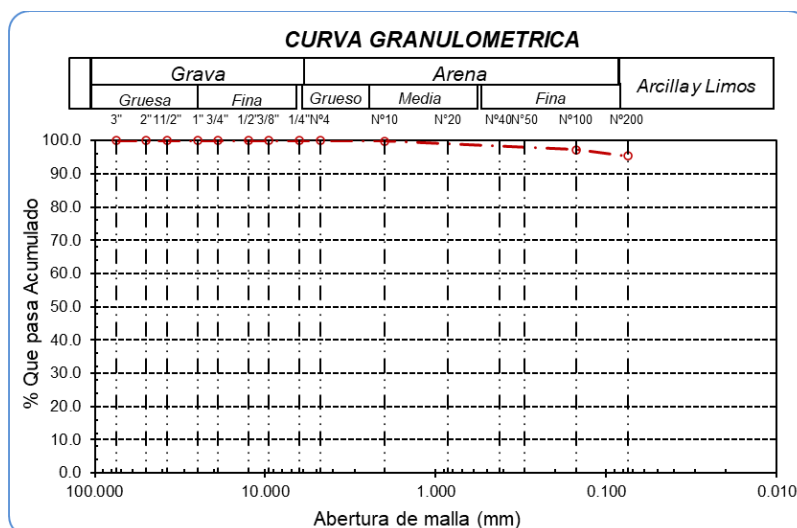 CURVA GRANULOMETRICA
Grava Arena Arcilla y Limos
Gruesa Fina Grueso Media Fina
3" 2" 11/2" 1" 3/4" 1/2" 3/8" 1/4" Nº4 Nº10 Nº20 Nº40 Nº50 Nº100 Nº200
% Que pasa Acumulado
100.0
90.0
80.0
70.0
60.0
50.0
40.0
30.0
20.0
10.0
0.0
100.000 10.000 1.000 0.100 0.010
Abertura de malla (mm)